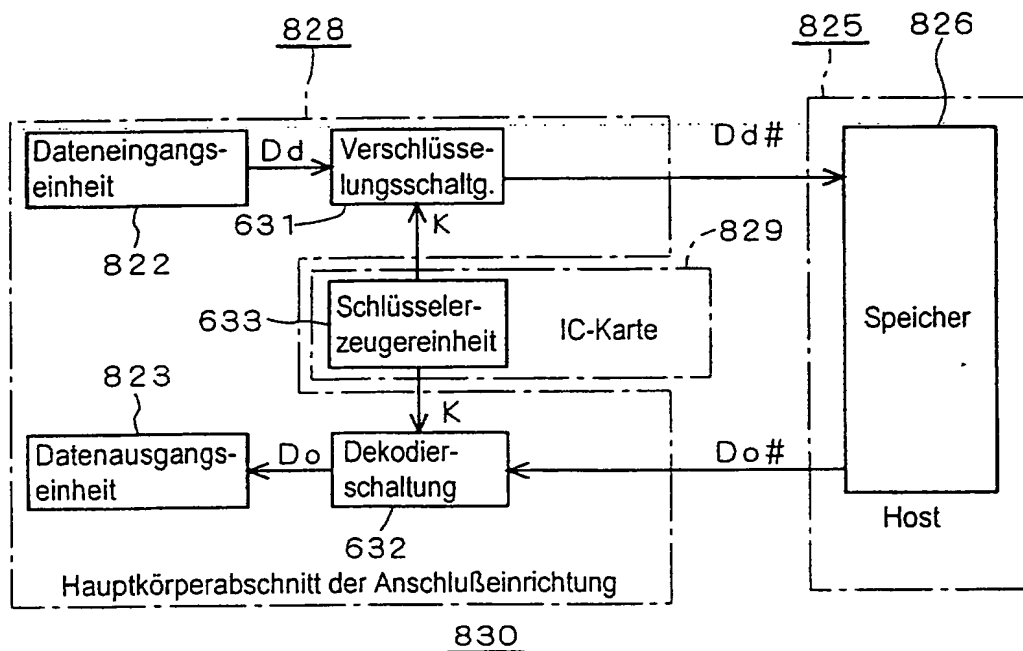 828
825
826
Dateneingangs-
einheit
Dd
Verschlüsse-
lungsschaltg.
Dd#
822
631
K
829
633
Schlüsseler-
zeugereinheit
IC-Karte
Speicher
823
K
Datenausgangs-
einheit
Do
Dekodier-
schaltung
Do#
632
Host
Hauptkörperabschnitt der Anschlußeinrichtung
830